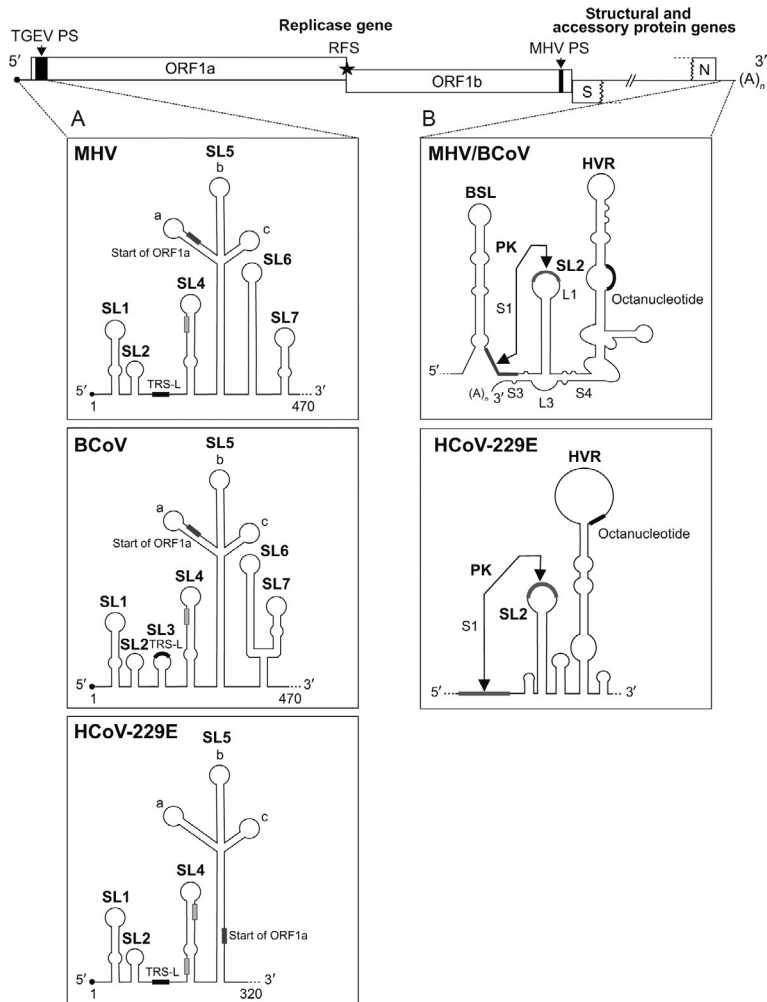 Replicase gene
Structural and
accessory protein genes
TGEV PS
RFS
MHV PS
5′
3′
ORF1a
ORF1b
S
N
(A)n
A
B
MHV
SL5
b
a
c
Start of ORF1a
SL6
SL4
SL1
SL7
SL2
TRS-L
5′
3′
1
470
MHV/BCoV
HVR
BSL
PK
SL2
L1
S1
Octanucleotide
5′
(A)n 3′
S3
L3
S4
BCoV
SL5
b
a
c
Start of ORF1a
SL6
SL4
SL7
SL1
SL3
SL2
TRS-L
5′
3′
1
470
HCoV-229E
HVR
Octanucleotide
PK
SL2
S1
5′
3′
HCoV-229E
SL5
b
a
c
SL4
SL1
Start of ORF1a
SL2
TRS-L
5′
3′
1
320